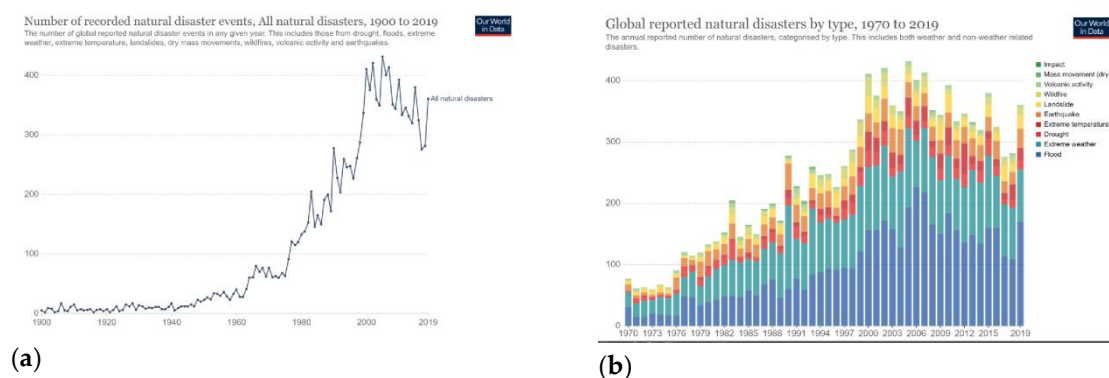 Number of recorded natural disaster events, All natural disasters, 1900 to 2019
The number of global reported natural disaster events in any given year. This includes those from drought, floods, extreme
weather, extreme temperature, landslides, dry mass movements, wildfires, volcanic activity and earthquakes.
Our World
in Data
400
300
200
100
0
All natural disasters
1900
1920
1940
1960
1980
2000
2019
(a)
Global reported natural disasters by type, 1970 to 2019
The annual reported number of natural disasters, categorised by type. This includes both weather and non-weather related
disasters.
Our World
in Data
400
300
200
100
0
1970
1973
1976
1979
1982
1985
1988
1991
1994
1997
2000
2003
2006
2009
2012
2015
2019
Impact
Mass movement (dry)
Volcanic activity
Wildfire
Landslide
Earthquake
Extreme temperature
Drought
Extreme weather
Flood
(b)